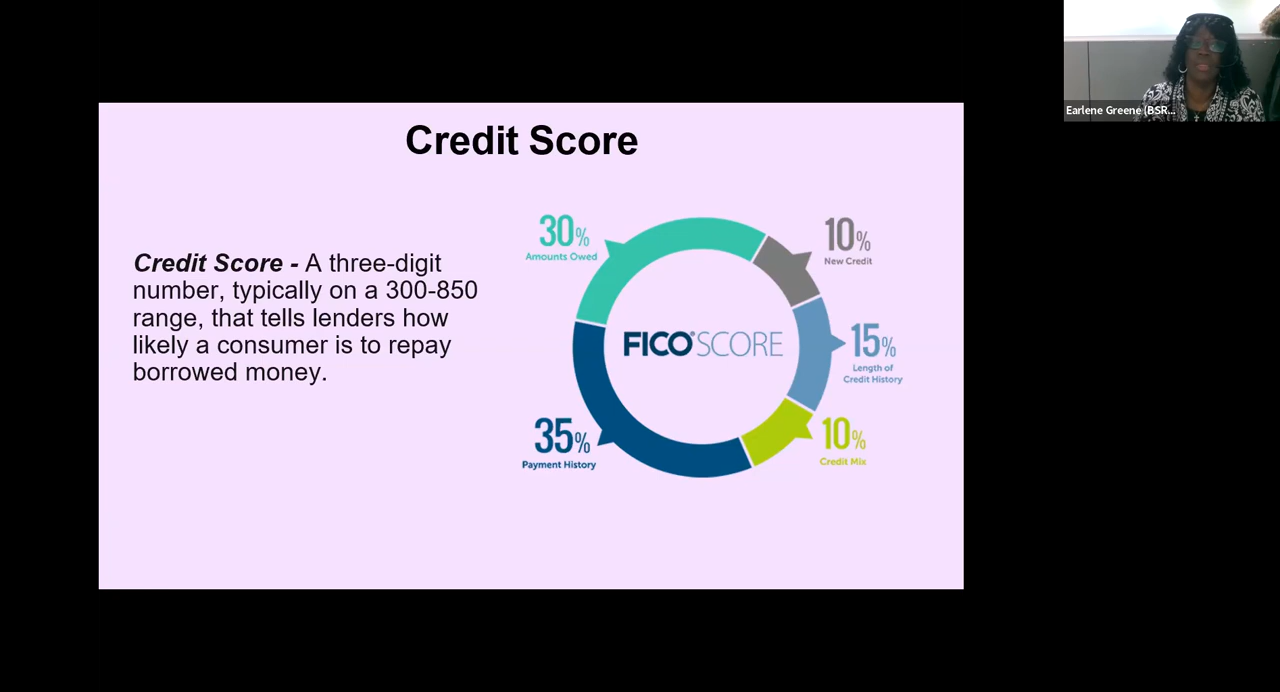 Credit Score
Credit Score - A three-digit
number, typically on a 300-850
range, that tells lenders how
likely a consumer is to repay
borrowed money.
30%
Amounts Owed
10%
New Credit
FICO® SCORE
15%
Length of
Credit History
35%
Payment History
10%
Credit Mix
Earlene Greene (BSR...